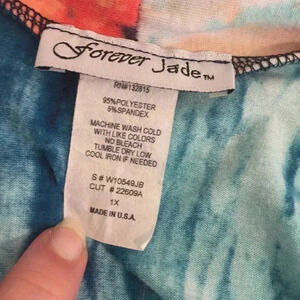 Forever Jade™
RN#132815
95%POLYESTER
5%SPANDEX
MACHINE WASH COLD
WITH LIKE COLORS
NO BLEACH
TUMBLE DRY LOW
COOL IRON IF NEEDED
S # W10549JB
CUT # 22609A
1X
MADE IN U.S.A.